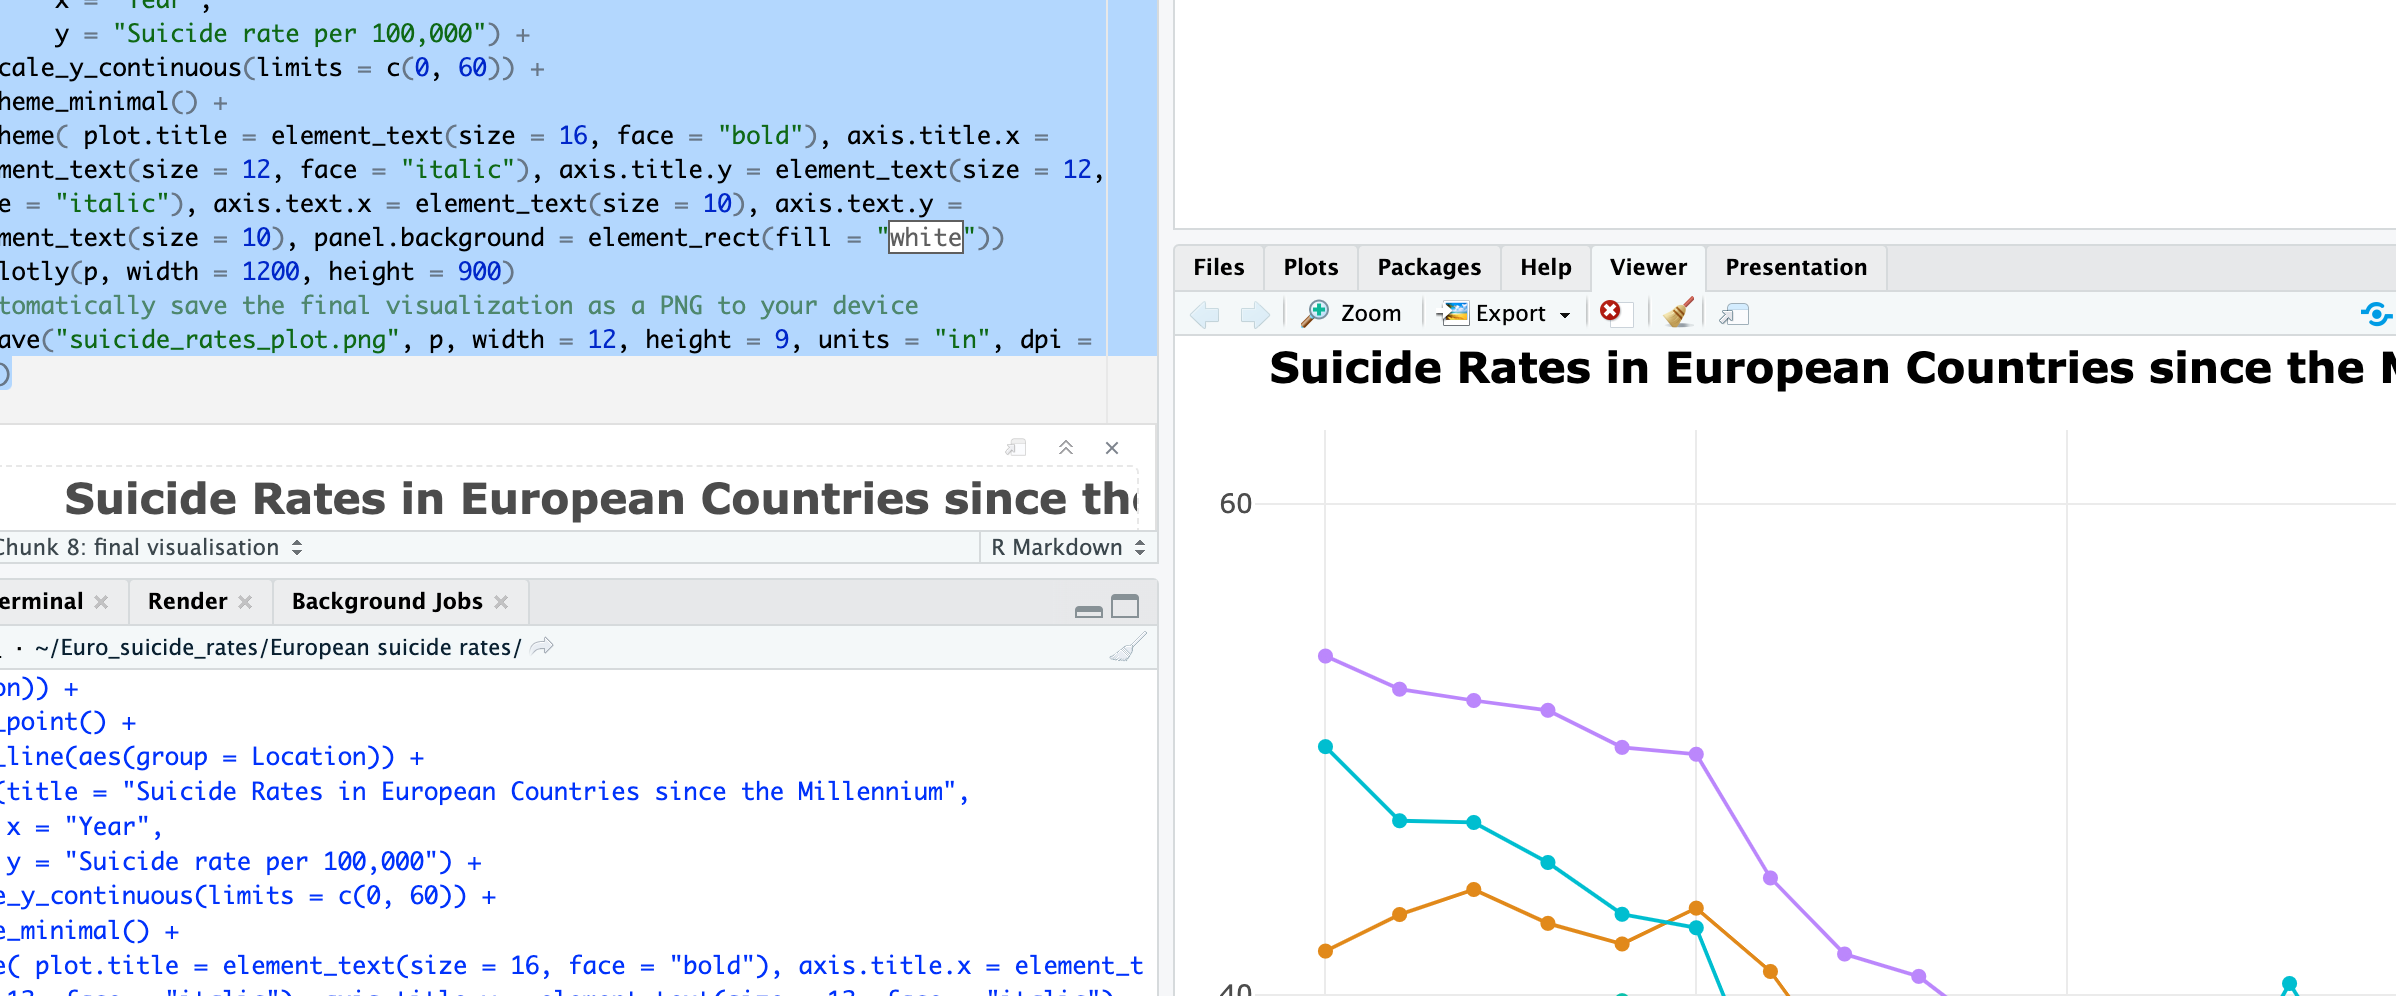 x = "Year",
y = "Suicide rate per 100,000") +
cale_y_continuous(limits = c(0, 60)) +
heme_minimal() +
heme( plot.title = element_text(size = 16, face = "bold"), axis.title.x =
ment_text(size = 12, face = "italic"), axis.title.y = element_text(size = 12,
e = "italic"), axis.text.x = element_text(size = 10), axis.text.y =
ment_text(size = 10), panel.background = element_rect(fill = "white"))
lotly(p, width = 1200, height = 900)
tomatically save the final visualization as a PNG to your device
ave("suicide_rates_plot.png", p, width = 12, height = 9, units = "in", dpi =
)
Suicide Rates in European Countries since the
Chunk 8: final visualisation
R Markdown
erminal
Render
Background Jobs
· ~/Euro_suicide_rates/European suicide rates/
on)) +
_point() +
_line(aes(group = Location)) +
(title = "Suicide Rates in European Countries since the Millennium",
x = "Year",
y = "Suicide rate per 100,000") +
e_y_continuous(limits = c(0, 60)) +
e_minimal() +
e( plot.title = element_text(size = 16, face = "bold"), axis.title.x = element_t
Files
Plots
Packages
Help
Viewer
Presentation
Zoom
Export
Suicide Rates in European Countries since the M
60
40